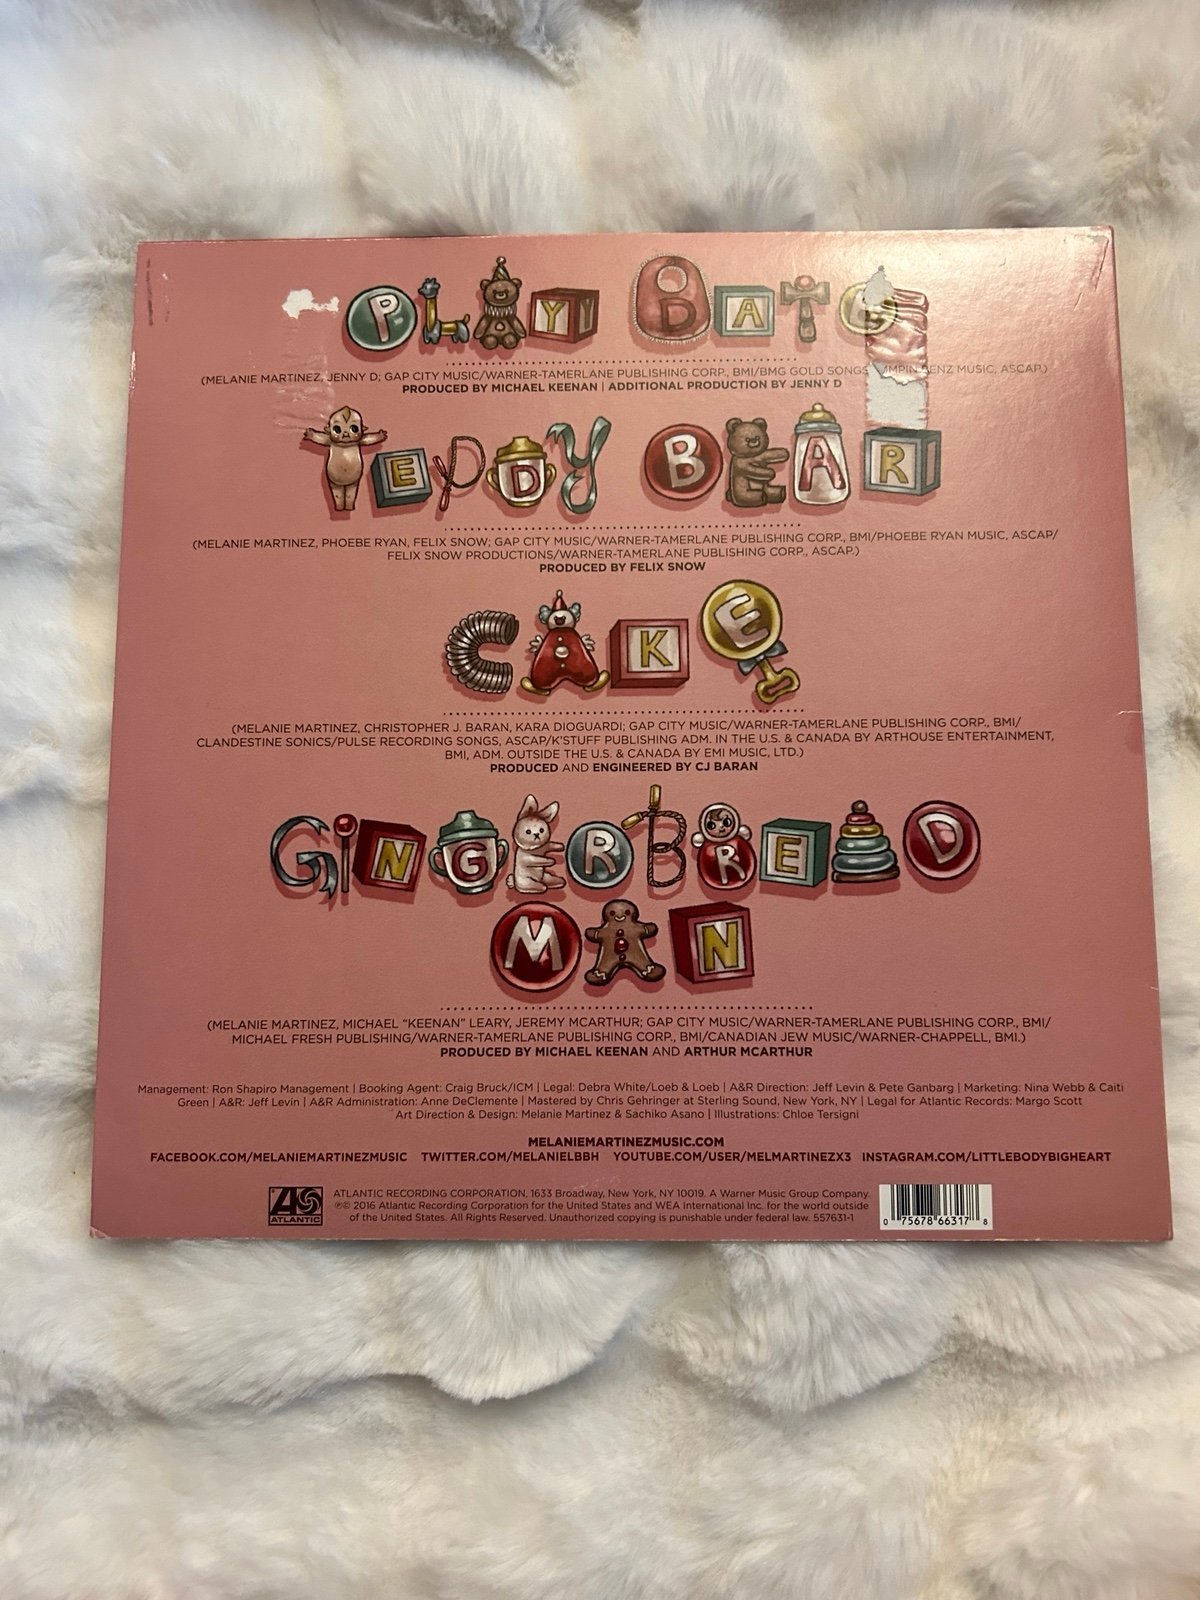 PLAY DATE
(MELANIE MARTINEZ, JENNY D; GAP CITY MUSIC/WARNER-TAMERLANE PUBLISHING CORP., BMI/BMG GOLD SONGS BENZ MUSIC, ASCAP.)
PRODUCED BY MICHAEL KEENAN | ADDITIONAL PRODUCTION BY JENNY D
TEDDY BEAR
(MELANIE MARTINEZ, PHOEBE RYAN, FELIX SNOW; GAP CITY MUSIC/WARNER-TAMERLANE PUBLISHING CORP., BMI/PHOEBE RYAN MUSIC, ASCAP/
FELIX SNOW PRODUCTIONS/WARNER-TAMERLANE PUBLISHING CORP., ASCAP.)
PRODUCED BY FELIX SNOW
CAKE
(MELANIE MARTINEZ, CHRISTOPHER J. BARAN, KARA DIOGUARDI; GAP CITY MUSIC/WARNER-TAMERLANE PUBLISHING CORP., BMI/
CLANDESTINE SONICS/PULSE RECORDING SONGS, ASCAP/K'STUFF PUBLISHING ADM. IN THE U.S. & CANADA BY ARTHOUSE ENTERTAINMENT,
BMI, ADM. OUTSIDE THE U.S. & CANADA BY EMI MUSIC, LTD.)
PRODUCED AND ENGINEERED BY CJ BARAN
GINGERBREAD
MAN
(MELANIE MARTINEZ, MICHAEL "KEENAN" LEARY, JEREMY MCARTHUR; GAP CITY MUSIC/WARNER-TAMERLANE PUBLISHING CORP., BMI/
MICHAEL FRESH PUBLISHING/WARNER-TAMERLANE PUBLISHING CORP., BMI/CANADIAN JEW MUSIC/WARNER-CHAPPELL, BMI.)
PRODUCED BY MICHAEL KEENAN AND ARTHUR MCARTHUR
Management: Ron Shapiro Management | Booking Agent: Craig Bruck/ICM | Legal: Debra White/Loeb & Loeb | A&R Direction: Jeff Levin & Pete Ganbarg | Marketing: Nina Webb & Caiti
Green | A&R: Jeff Levin | A&R Administration: Anne DeClemente | Mastered by Chris Gehringer at Sterling Sound, New York, NY | Legal for Atlantic Records: Margo Scott
Art Direction & Design: Melanie Martinez & Sachiko Asano | Illustrations: Chloe Tersigni
MELANIEMARTINEZMUSIC.COM
FACEBOOK.COM/MELANIEMARTINEZMUSIC TWITTER.COM/MELANIELBBH YOUTUBE.COM/USER/MELMARTINEZX3 INSTAGRAM.COM/LITTLEBODYBIGHEART
ATLANTIC
ATLANTIC RECORDING CORPORATION, 1633 Broadway, New York, NY 10019. A Warner Music Group Company.
℗© 2016 Atlantic Recording Corporation for the United States and WEA International Inc. for the world outside
of the United States. All Rights Reserved. Unauthorized copying is punishable under federal law. 557631-1
0 75678 66317 8